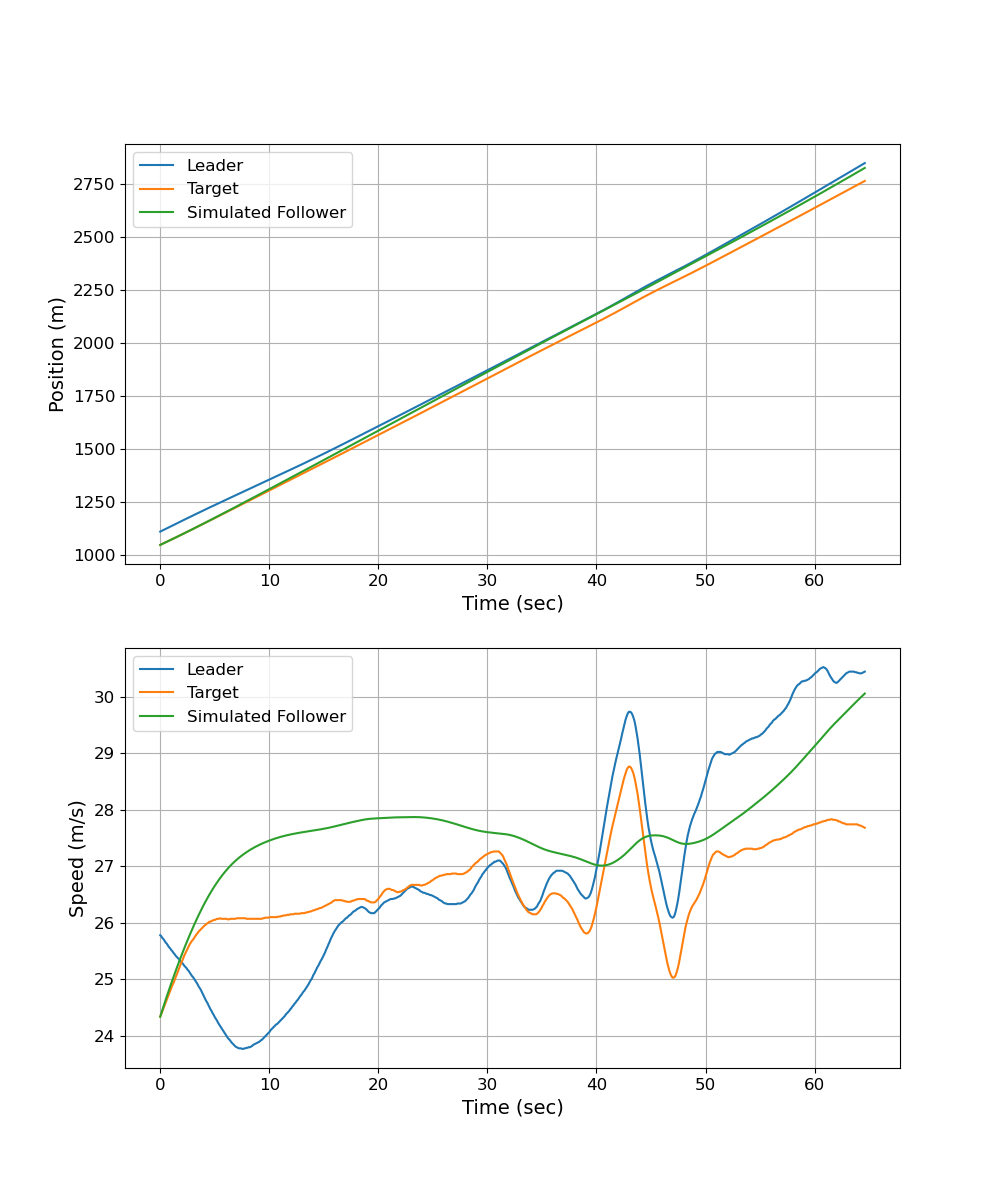 Leader
Target
Simulated Follower
2750
2500
2250
2000
1750
1500
1250
1000
Position (m)
0 10 20 30 40 50 60
Time (sec)
Leader
Target
Simulated Follower
30
29
28
27
26
25
24
Speed (m/s)
0 10 20 30 40 50 60
Time (sec)